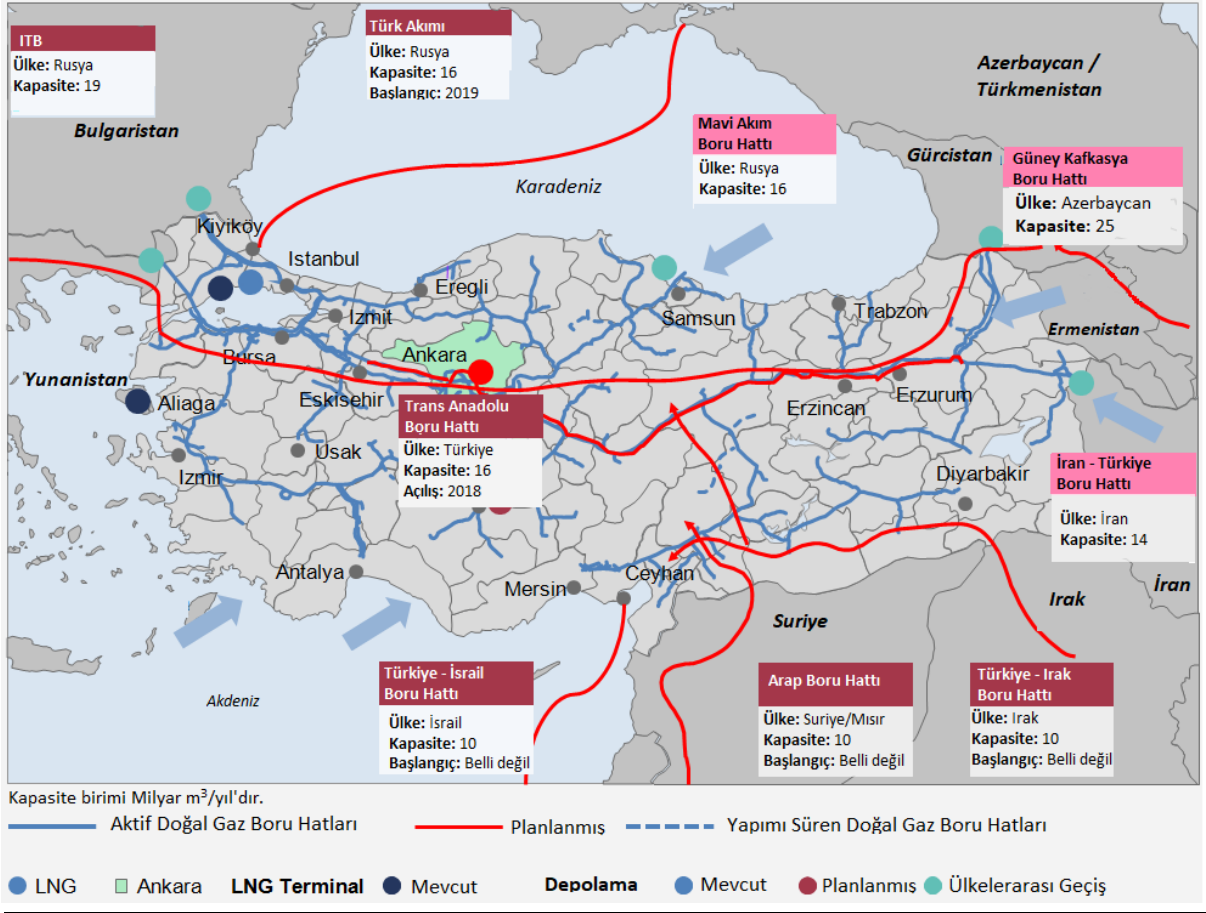 ITB
Ülke: Rusya
Kapasite: 19
Türk Akımı
Ülke: Rusya
Kapasite: 16
Başlangıç: 2019
Azerbaycan /
Türkmenistan
Bulgaristan
Mavi Akım
Boru Hattı
Ülke: Rusya
Kapasite: 16
Gürcistan
Güney Kafkasya
Boru Hattı
Ülke: Azerbaycan
Kapasite: 25
Karadeniz
Kiyiköy
Istanbul
Eregli
Izmit
Samsun
Trabzon
Ermenistan
Bursa
Ankara
Yunanistan
Aliaga
Eskisehir
Erzincan
Erzurum
Trans Anadolu
Boru Hattı
Ülke: Türkiye
Kapasite: 16
Açılış: 2018
Usak
Izmir
Diyarbakir
İran - Türkiye
Boru Hattı
Ülke: İran
Kapasite: 14
Antalya
Mersin
Ceyhan
Suriye
Irak
İran
Akdeniz
Türkiye - İsrail
Boru Hattı
Ülke: İsrail
Kapasite: 10
Başlangıç: Belli değil
Arap Boru Hattı
Ülke: Suriye/Mısır
Kapasite: 10
Başlangıç: Belli değil
Türkiye - Irak
Boru Hattı
Ülke: Irak
Kapasite: 10
Başlangıç: Belli değil
Kapasite birimi Milyar m³/yıl'dır.
Aktif Doğal Gaz Boru Hatları
Planlanmış
Yapımı Süren Doğal Gaz Boru Hatları
LNG
Ankara
LNG Terminal
Mevcut
Depolama
Mevcut
Planlanmış
Ülkelerarası Geçiş